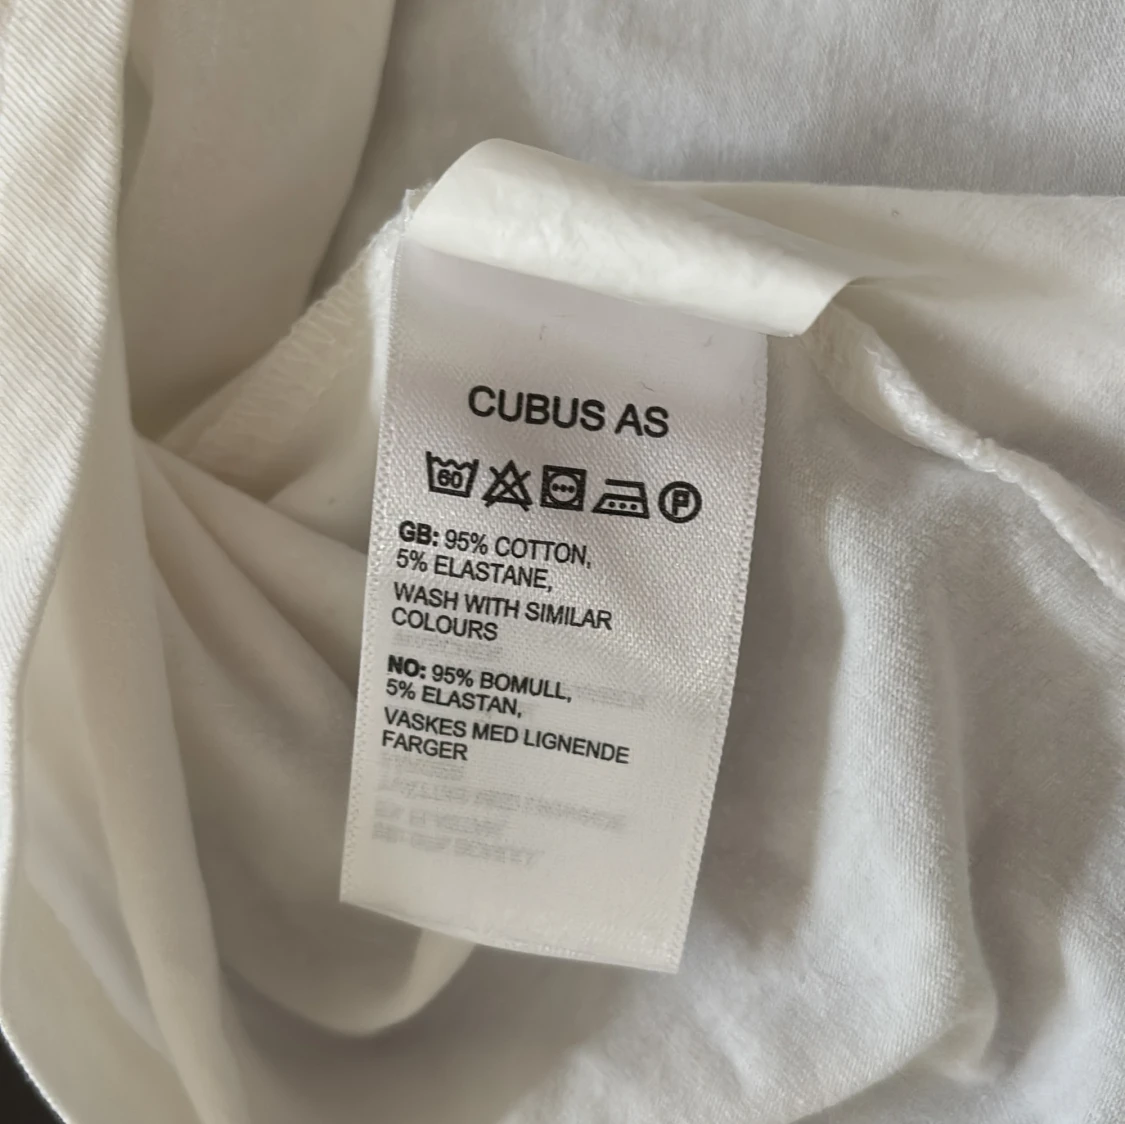 CUBUS AS
60 P
GB: 95% COTTON,
5% ELASTANE,
WASH WITH SIMILAR
COLOURS
NO: 95% BOMULL,
5% ELASTAN,
VASKES MED LIGNENDE
FARGER